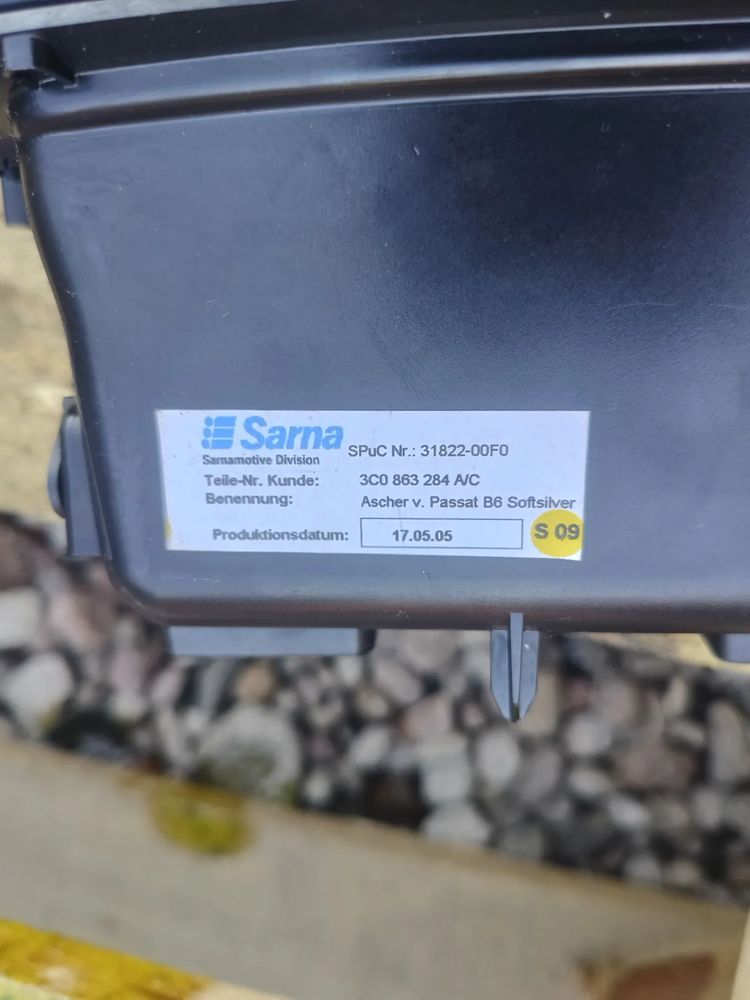 Sarna
Sarnamotive Division
SPuC Nr.: 31822-00F0
Teile-Nr. Kunde: 3C0 863 284 A/C
Benennung: Ascher v. Passat B6 Softsilver
Produktionsdatum: 17.05.05 S 09